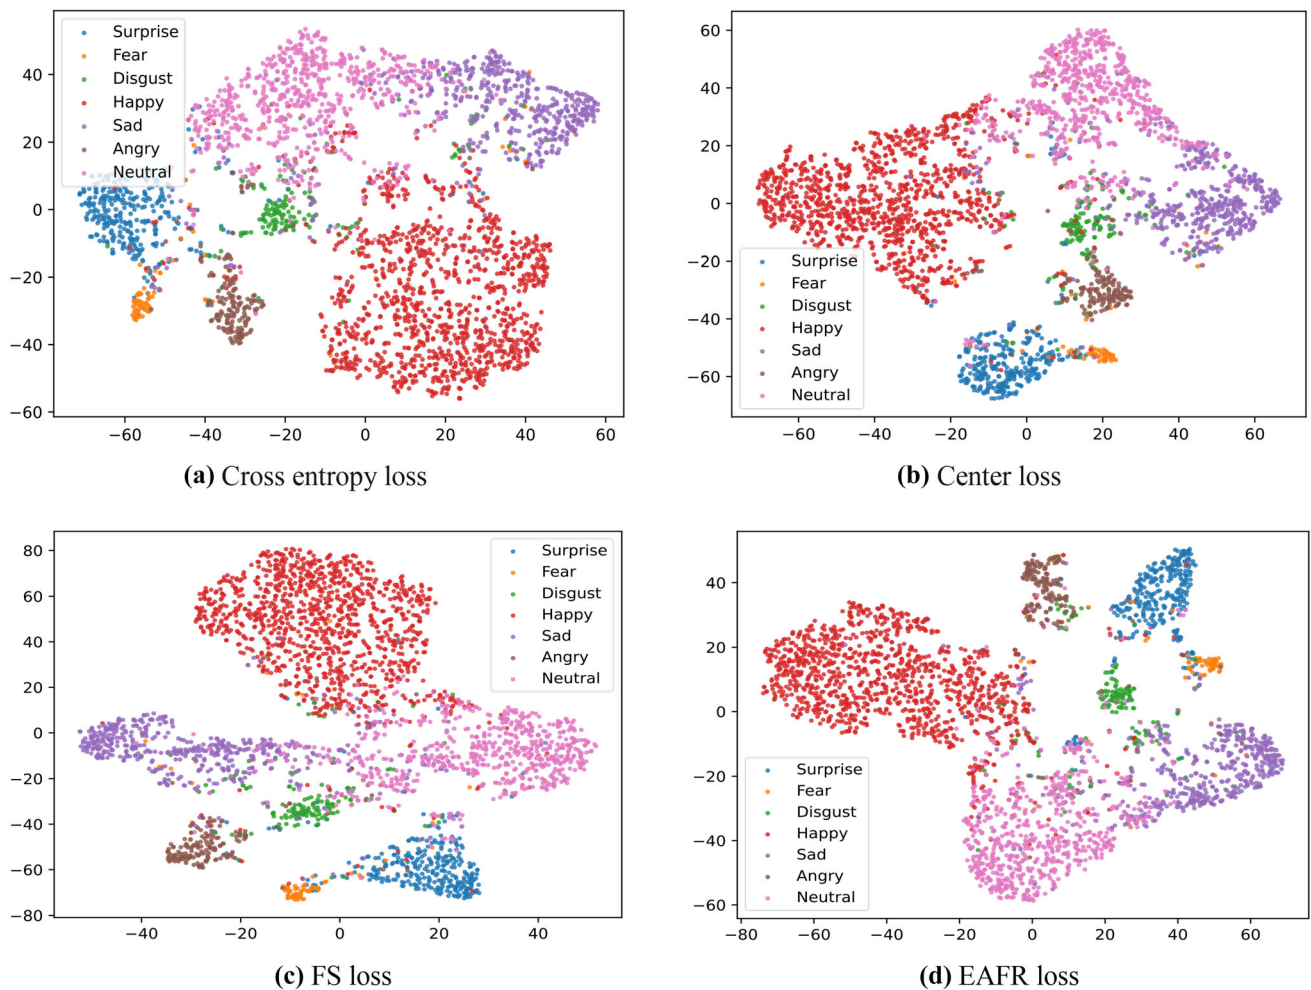 Surprise
Fear
Disgust
Happy
Sad
Angry
Neutral
40
20
0
−20
−40
−60
−60 −40 −20 0 20 40 60
(a) Cross entropy loss
60
40
20
0
−20
−40
−60
Surprise
Fear
Disgust
Happy
Sad
Angry
Neutral
−60 −40 −20 0 20 40 60
(b) Center loss
80
60
40
20
0
−20
−40
−60
−80
Surprise
Fear
Disgust
Happy
Sad
Angry
Neutral
−40 −20 0 20 40
(c) FS loss
40
20
0
−20
−40
−60
Surprise
Fear
Disgust
Happy
Sad
Angry
Neutral
−80 −60 −40 −20 0 20 40 60
(d) EAFR loss